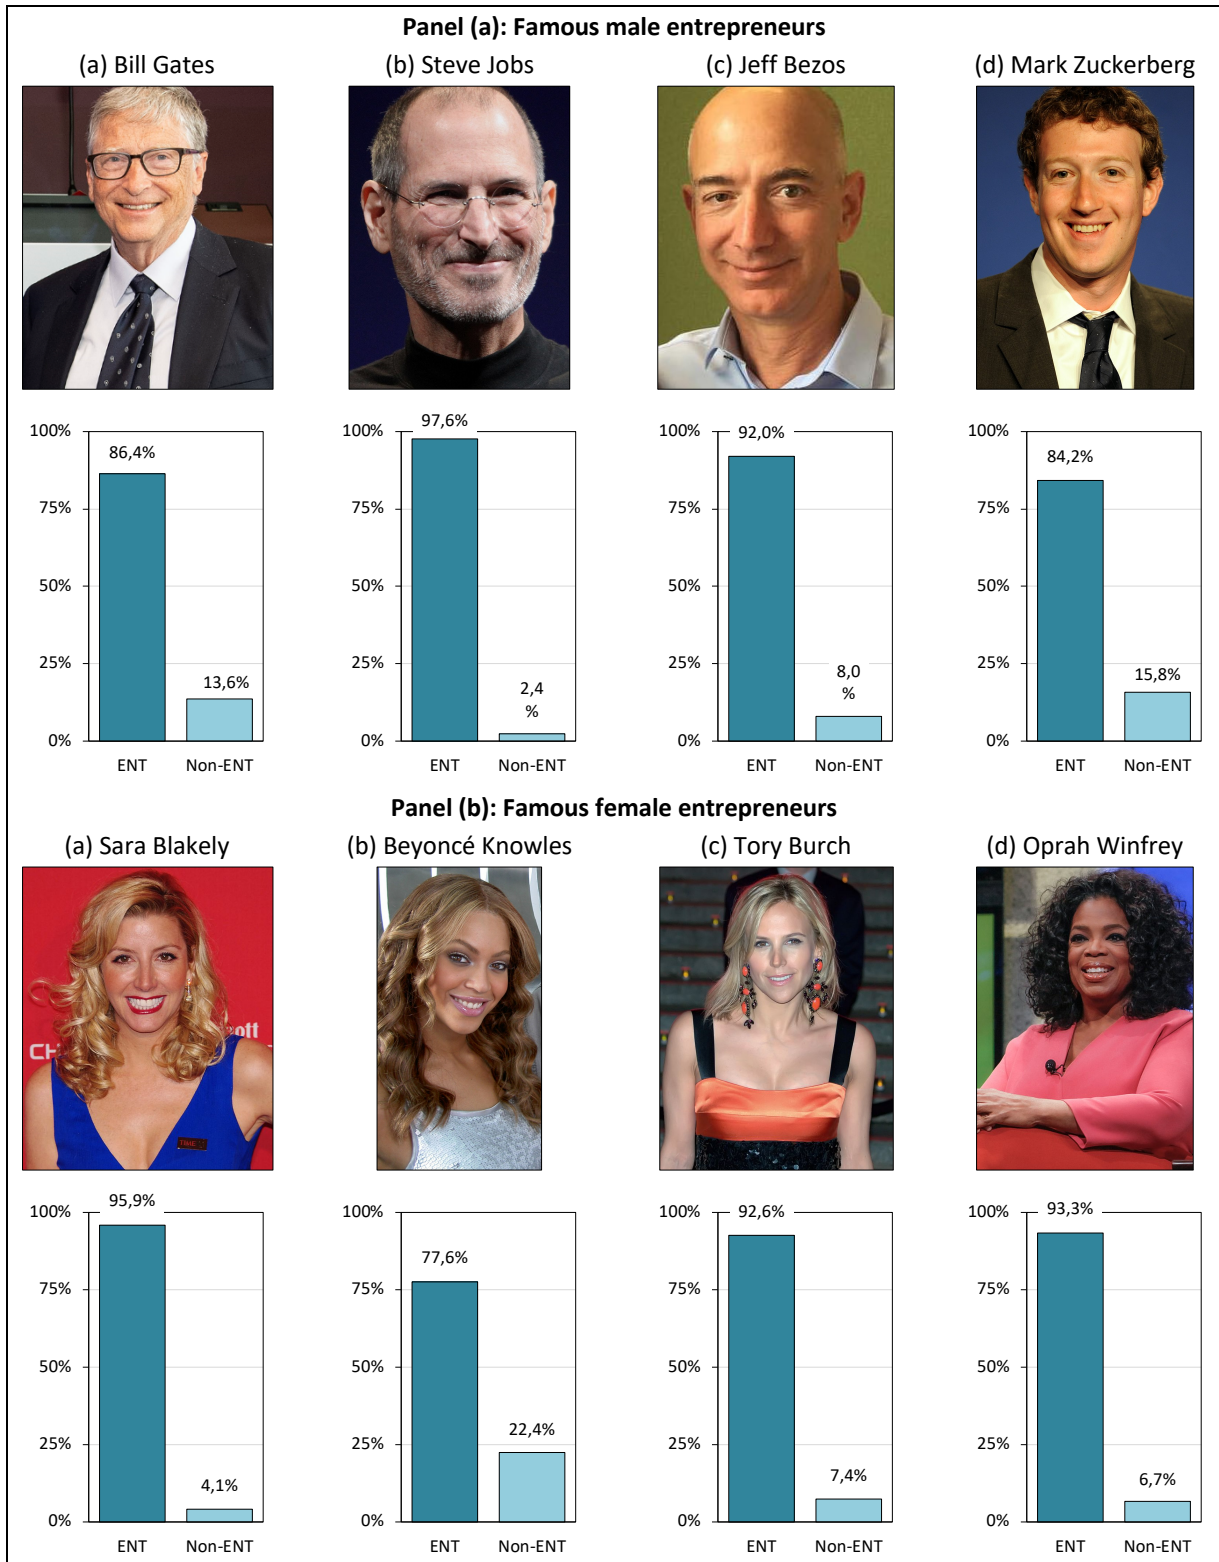 Panel (a): Famous male entrepreneurs
(a) Bill Gates
(b) Steve Jobs
(c) Jeff Bezos
(d) Mark Zuckerberg
100%
75%
50%
25%
0%
86,4%
13,6%
ENT Non-ENT
100%
75%
50%
25%
0%
97,6%
2,4
%
ENT Non-ENT
100%
75%
50%
25%
0%
92,0%
8,0
%
ENT Non-ENT
100%
75%
50%
25%
0%
84,2%
15,8%
ENT Non-ENT
Panel (b): Famous female entrepreneurs
(a) Sara Blakely
(b) Beyoncé Knowles
(c) Tory Burch
(d) Oprah Winfrey
ott
CH
TIME
100%
75%
50%
25%
0%
95,9%
4,1%
ENT Non-ENT
100%
75%
50%
25%
0%
77,6%
22,4%
ENT Non-ENT
100%
75%
50%
25%
0%
92,6%
7,4%
ENT Non-ENT
100%
75%
50%
25%
0%
93,3%
6,7%
ENT Non-ENT